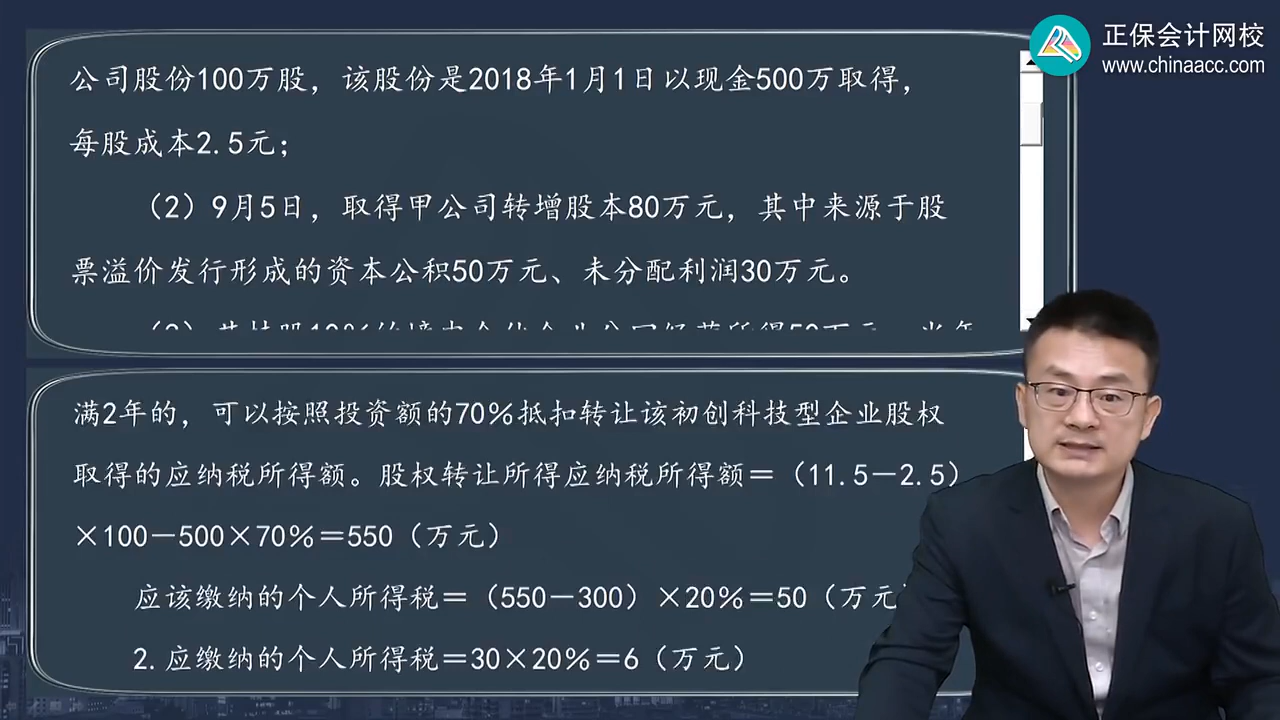 正保会计网校
www.chinaacc.com
公司股份100万股，该股份是2018年1月1日以现金500万取得，
每股成本2.5元；
（2）9月5日，取得甲公司转增股本80万元，其中来源于股
票溢价发行形成的资本公积50万元、未分配利润30万元。
满2年的，可以按照投资额的70%抵扣转让该初创科技型企业股权
取得的应纳税所得额。股权转让所得应纳税所得额＝（11.5－2.5）
×100－500×70%＝550（万元）
应该缴纳的个人所得税＝（550－300）×20%＝50（万元
2.应缴纳的个人所得税＝30×20%＝6（万元）